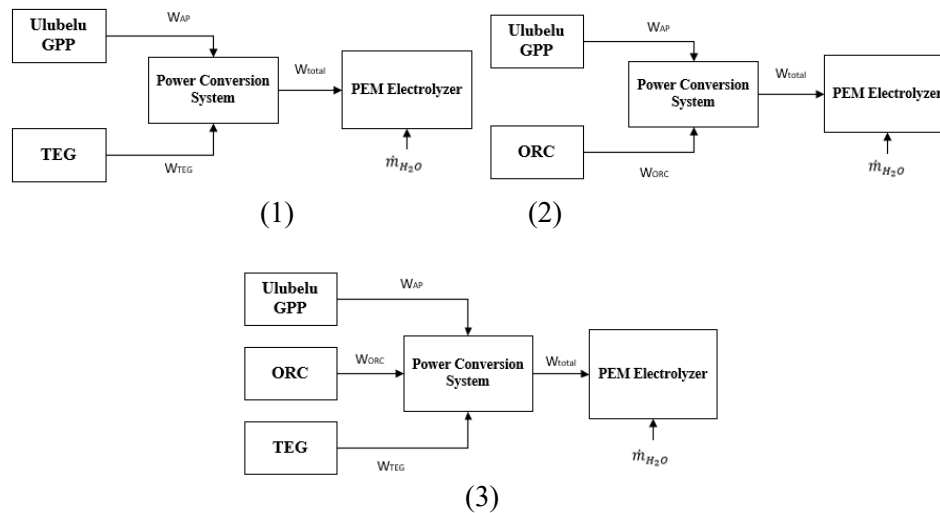 Ulubelu
GPP
WAP
Power Conversion
System
Wtotal
PEM Electrolyzer
TEG
WTEG
ṁH2O
(1)
Ulubelu
GPP
WAP
Power Conversion
System
Wtotal
PEM Electrolyzer
ORC
WORC
ṁH2O
(2)
Ulubelu
GPP
WAP
ORC
WORC
Power Conversion
System
Wtotal
PEM Electrolyzer
TEG
WTEG
ṁH2O
(3)